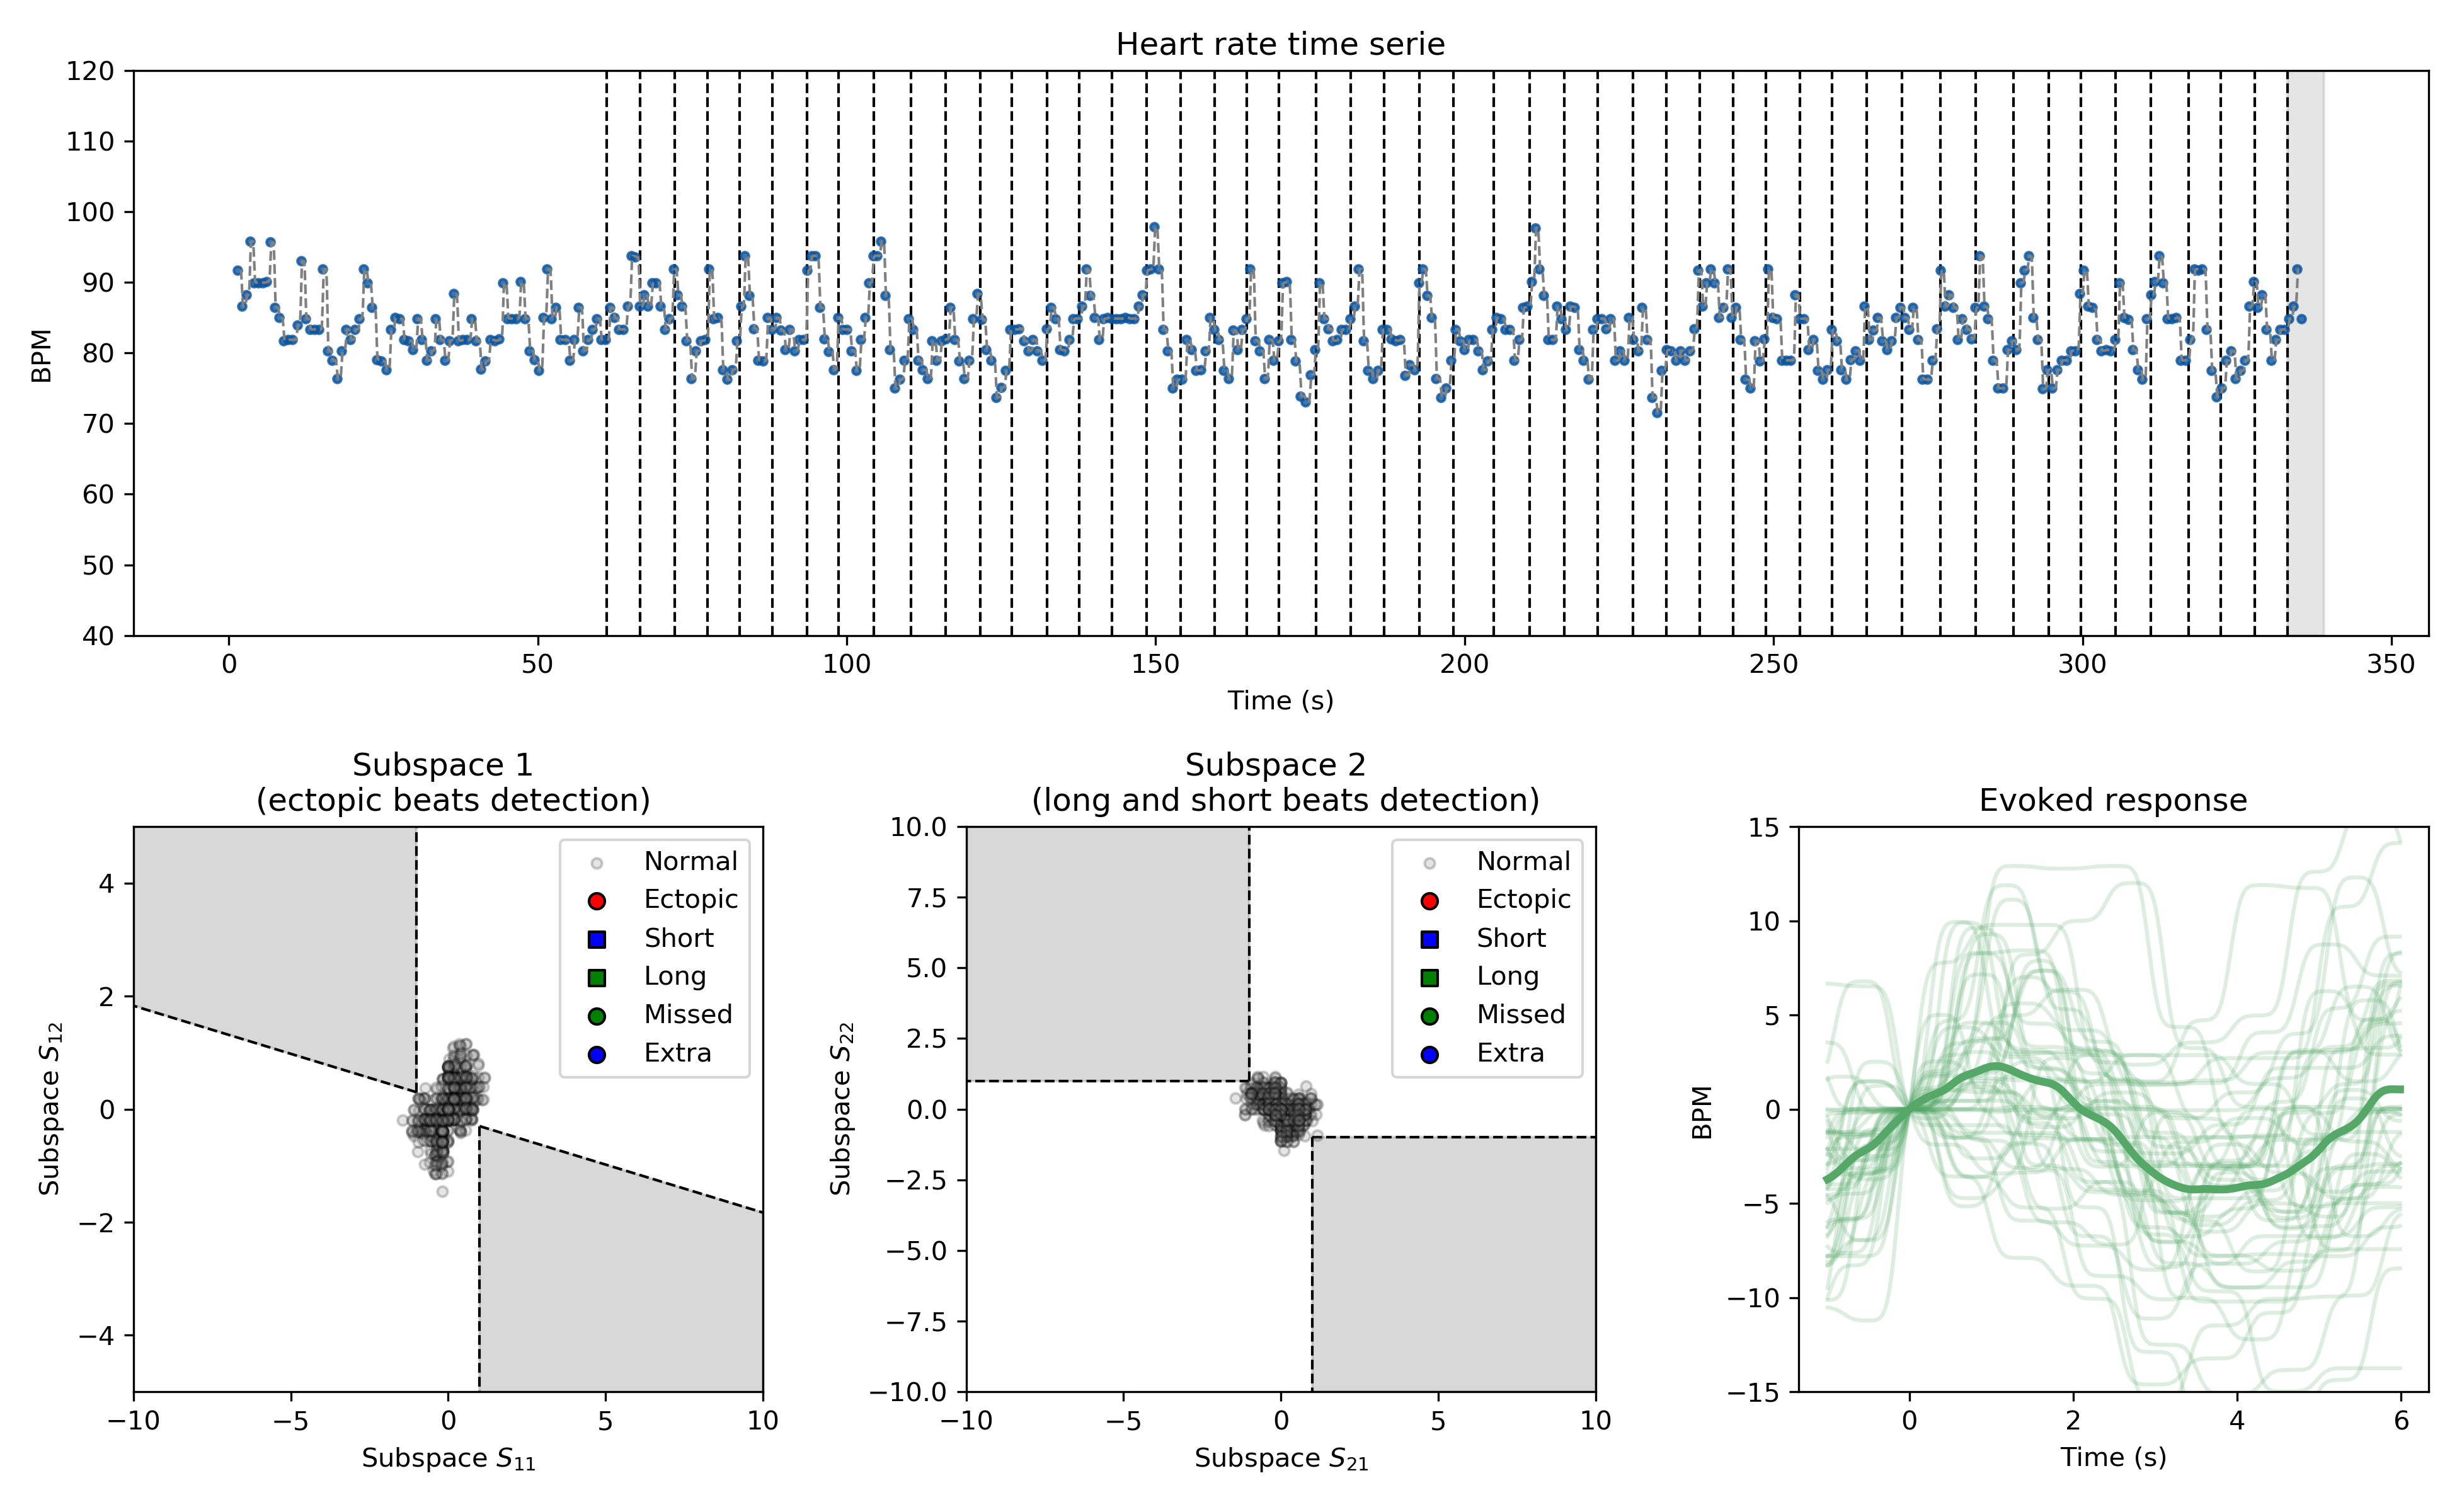 Heart rate time serie
120
110
100
90
80
70
60
50
40
BPM
0 50 100 150 200 250 300 350
Time (s)
Subspace 1
(ectopic beats detection)
4
2
0
−2
−4
Subspace S12
Normal
Ectopic
Short
Long
Missed
Extra
−10 −5 0 5 10
Subspace S11
Subspace 2
(long and short beats detection)
10.0
7.5
5.0
2.5
0.0
−2.5
−5.0
−7.5
−10.0
Subspace S22
Normal
Ectopic
Short
Long
Missed
Extra
−10 −5 0 5 10
Subspace S21
Evoked response
15
10
5
0
−5
−10
−15
BPM
0 2 4 6
Time (s)